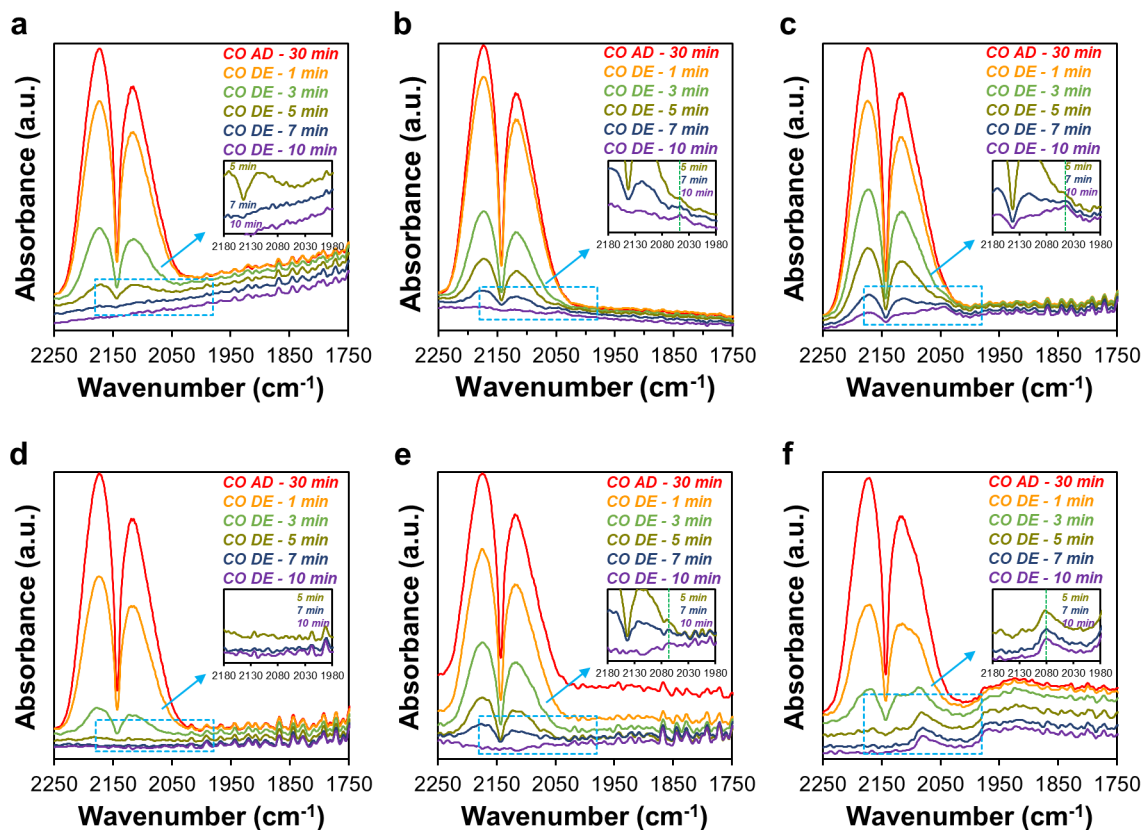 a
CO AD - 30 min
CO DE - 1 min
CO DE - 3 min
CO DE - 5 min
CO DE - 7 min
CO DE - 10 min
5 min
7 min
10 min
2180 2130 2080 2030 1980
Absorbance (a.u.)
2250 2150 2050 1950 1850 1750
Wavenumber (cm-1)
b
CO AD - 30 min
CO DE - 1 min
CO DE - 3 min
CO DE - 5 min
CO DE - 7 min
CO DE - 10 min
5 min
7 min
10 min
2180 2130 2080 2030 1980
Absorbance (a.u.)
2250 2150 2050 1950 1850 1750
Wavenumber (cm-1)
c
CO AD - 30 min
CO DE - 1 min
CO DE - 3 min
CO DE - 5 min
CO DE - 7 min
CO DE - 10 min
5 min
7 min
10 min
2180 2130 2080 2030 1980
Absorbance (a.u.)
2250 2150 2050 1950 1850 1750
Wavenumber (cm-1)
d
CO AD - 30 min
CO DE - 1 min
CO DE - 3 min
CO DE - 5 min
CO DE - 7 min
CO DE - 10 min
5 min
7 min
10 min
2180 2130 2080 2030 1980
Absorbance (a.u.)
2250 2150 2050 1950 1850 1750
Wavenumber (cm-1)
e
CO AD - 30 min
CO DE - 1 min
CO DE - 3 min
CO DE - 5 min
CO DE - 7 min
CO DE - 10 min
5 min
7 min
10 min
2180 2130 2080 2030 1980
Absorbance (a.u.)
2250 2150 2050 1950 1850 1750
Wavenumber (cm-1)
f
CO AD - 30 min
CO DE - 1 min
CO DE - 3 min
CO DE - 5 min
CO DE - 7 min
CO DE - 10 min
5 min
7 min
10 min
2180 2130 2080 2030 1980
Absorbance (a.u.)
2250 2150 2050 1950 1850 1750
Wavenumber (cm-1)